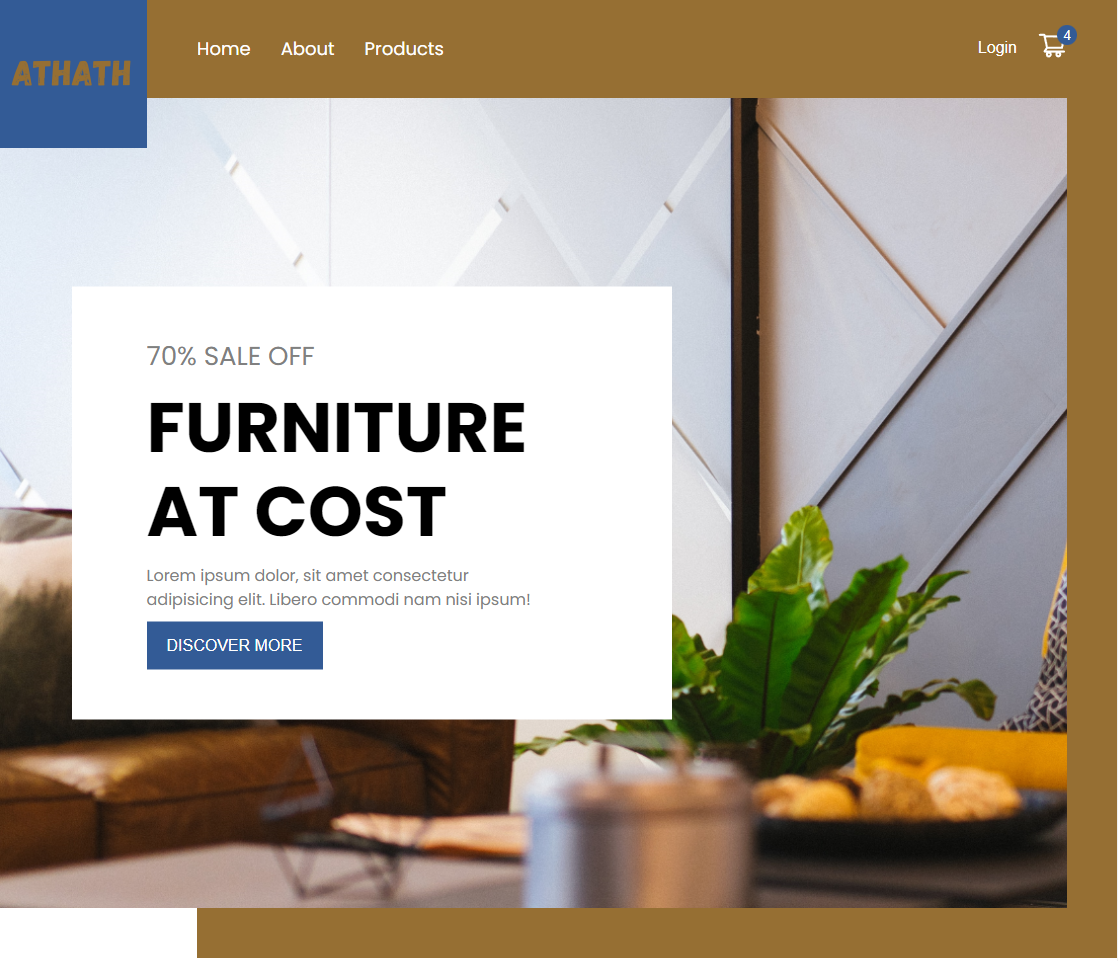 ATHATH
Home About Products
Login
4
70% SALE OFF
FURNITURE
AT COST
Lorem ipsum dolor, sit amet consectetur
adipisicing elit. Libero commodi nam nisi ipsum!
DISCOVER MORE